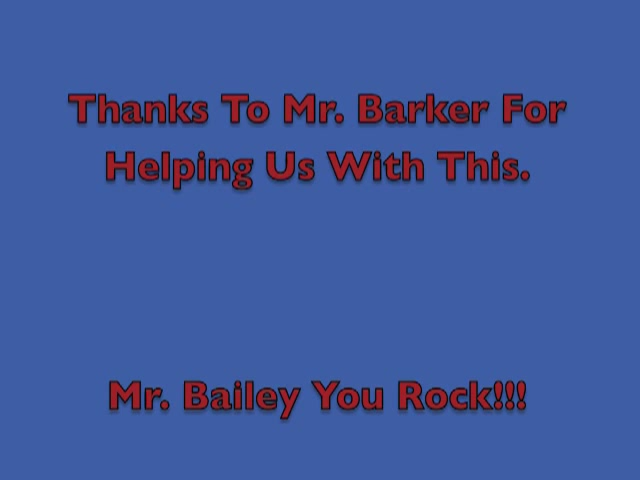 Thanks To Mr. Barker For
Helping Us With This.
Mr. Bailey You Rock!!!